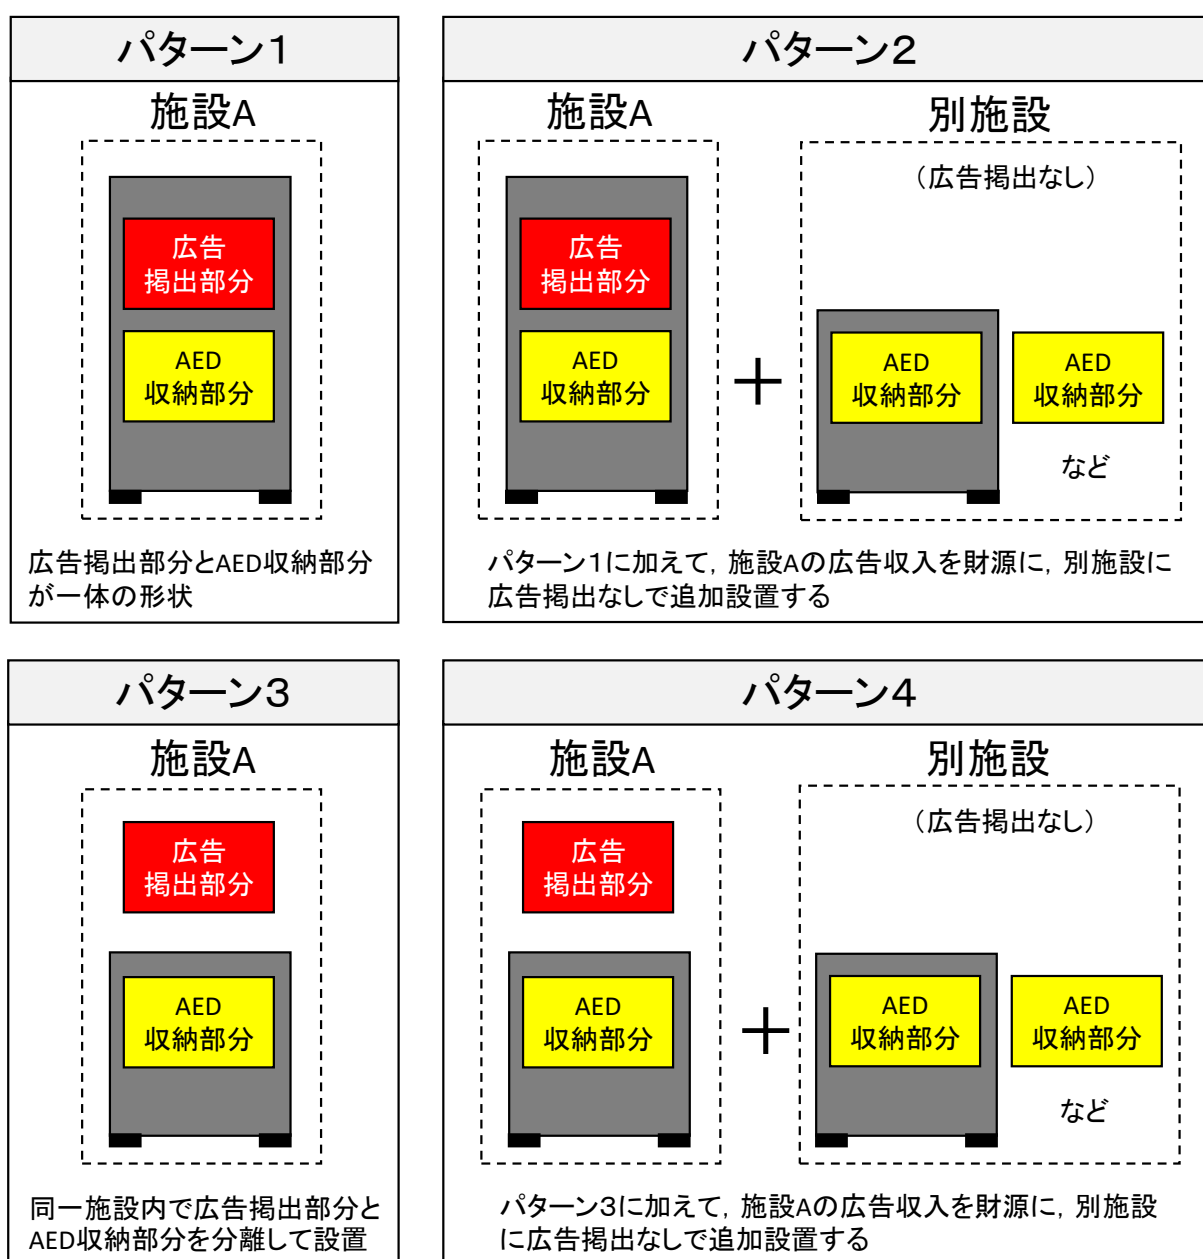 パターン１
施設A
広告
掲出部分
AED
収納部分
広告掲出部分とAED収納部分
が一体の形状
パターン２
施設A
別施設
（広告掲出なし）
広告
掲出部分
AED
収納部分
＋
AED
収納部分
AED
収納部分
など
パターン１に加えて，施設Aの広告収入を財源に，別施設に
広告掲出なしで追加設置する
パターン３
施設A
広告
掲出部分
AED
収納部分
同一施設内で広告掲出部分と
AED収納部分を分離して設置
パターン４
施設A
別施設
（広告掲出なし）
広告
掲出部分
AED
収納部分
＋
AED
収納部分
AED
収納部分
など
パターン３に加えて，施設Aの広告収入を財源に，別施設
に広告掲出なしで追加設置する